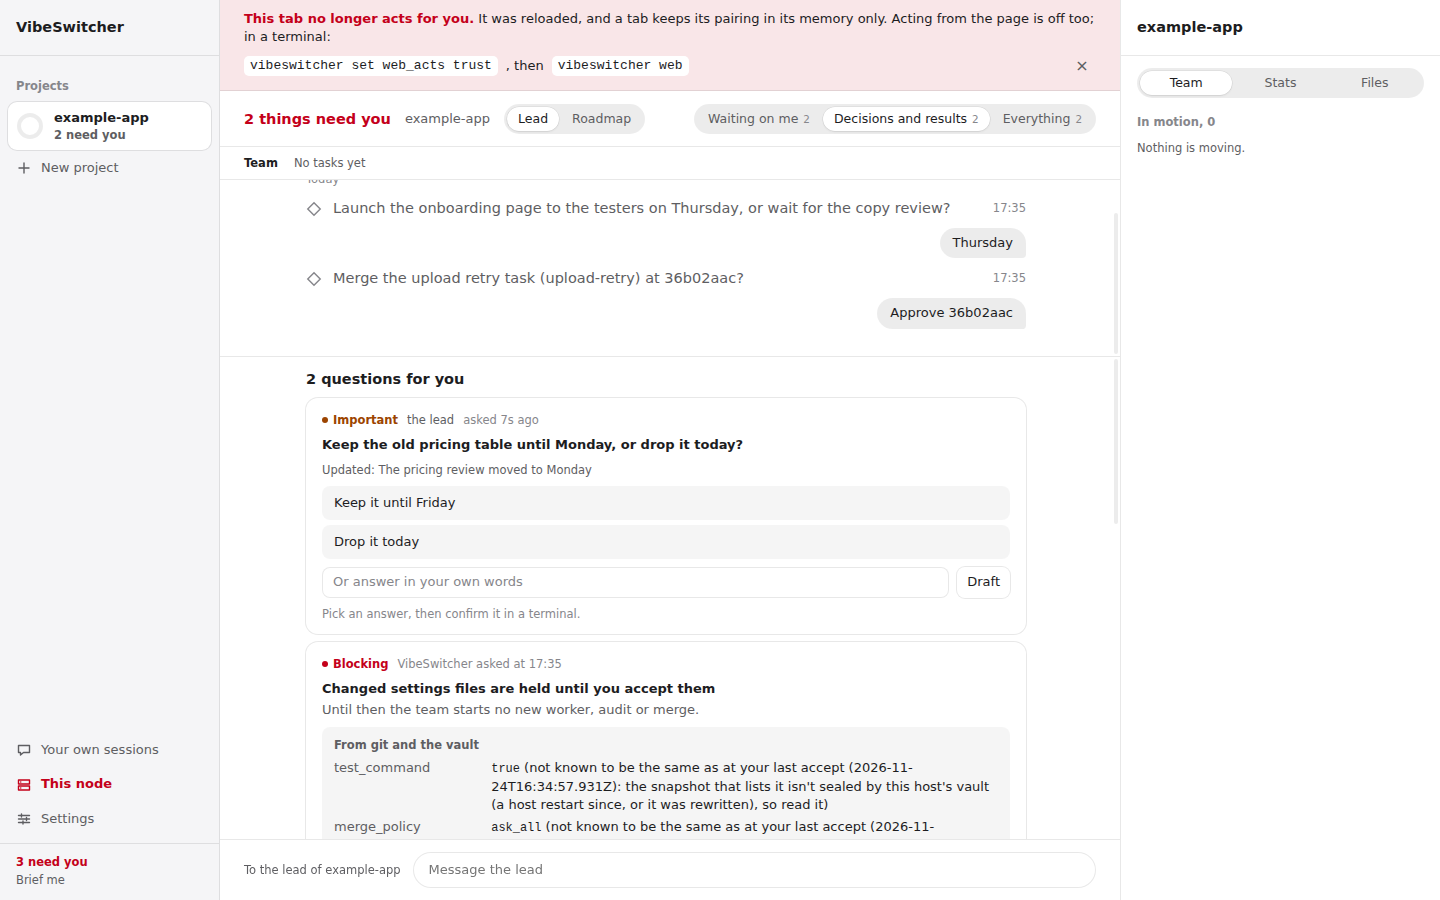 VibeSwitcher
Projects
example-app
2 need you
New project
Your own sessions
This node
Settings
3 need you
Brief me
This tab no longer acts for you. It was reloaded, and a tab keeps its pairing in its memory only. Acting from the page is off too;
in a terminal:
vibeswitcher set web_acts trust , then vibeswitcher web
2 things need you example-app Lead Roadmap Waiting on me 2 Decisions and results 2 Everything 2
Team No tasks yet
Today
Launch the onboarding page to the testers on Thursday, or wait for the copy review? 17:35
Thursday
Merge the upload retry task (upload-retry) at 36b02aac? 17:35
Approve 36b02aac
2 questions for you
Important the lead asked 7s ago
Keep the old pricing table until Monday, or drop it today?
Updated: The pricing review moved to Monday
Keep it until Friday
Drop it today
Or answer in your own words Draft
Pick an answer, then confirm it in a terminal.
Blocking VibeSwitcher asked at 17:35
Changed settings files are held until you accept them
Until then the team starts no new worker, audit or merge.
From git and the vault
test_command true (not known to be the same as at your last accept (2026-11-
24T16:34:57.931Z): the snapshot that lists it isn't sealed by this host's vault
(a host restart since, or it was rewritten), so read it)
merge_policy ask_all (not known to be the same as at your last accept (2026-11-
To the lead of example-app Message the lead
example-app
Team Stats Files
In motion, 0
Nothing is moving.